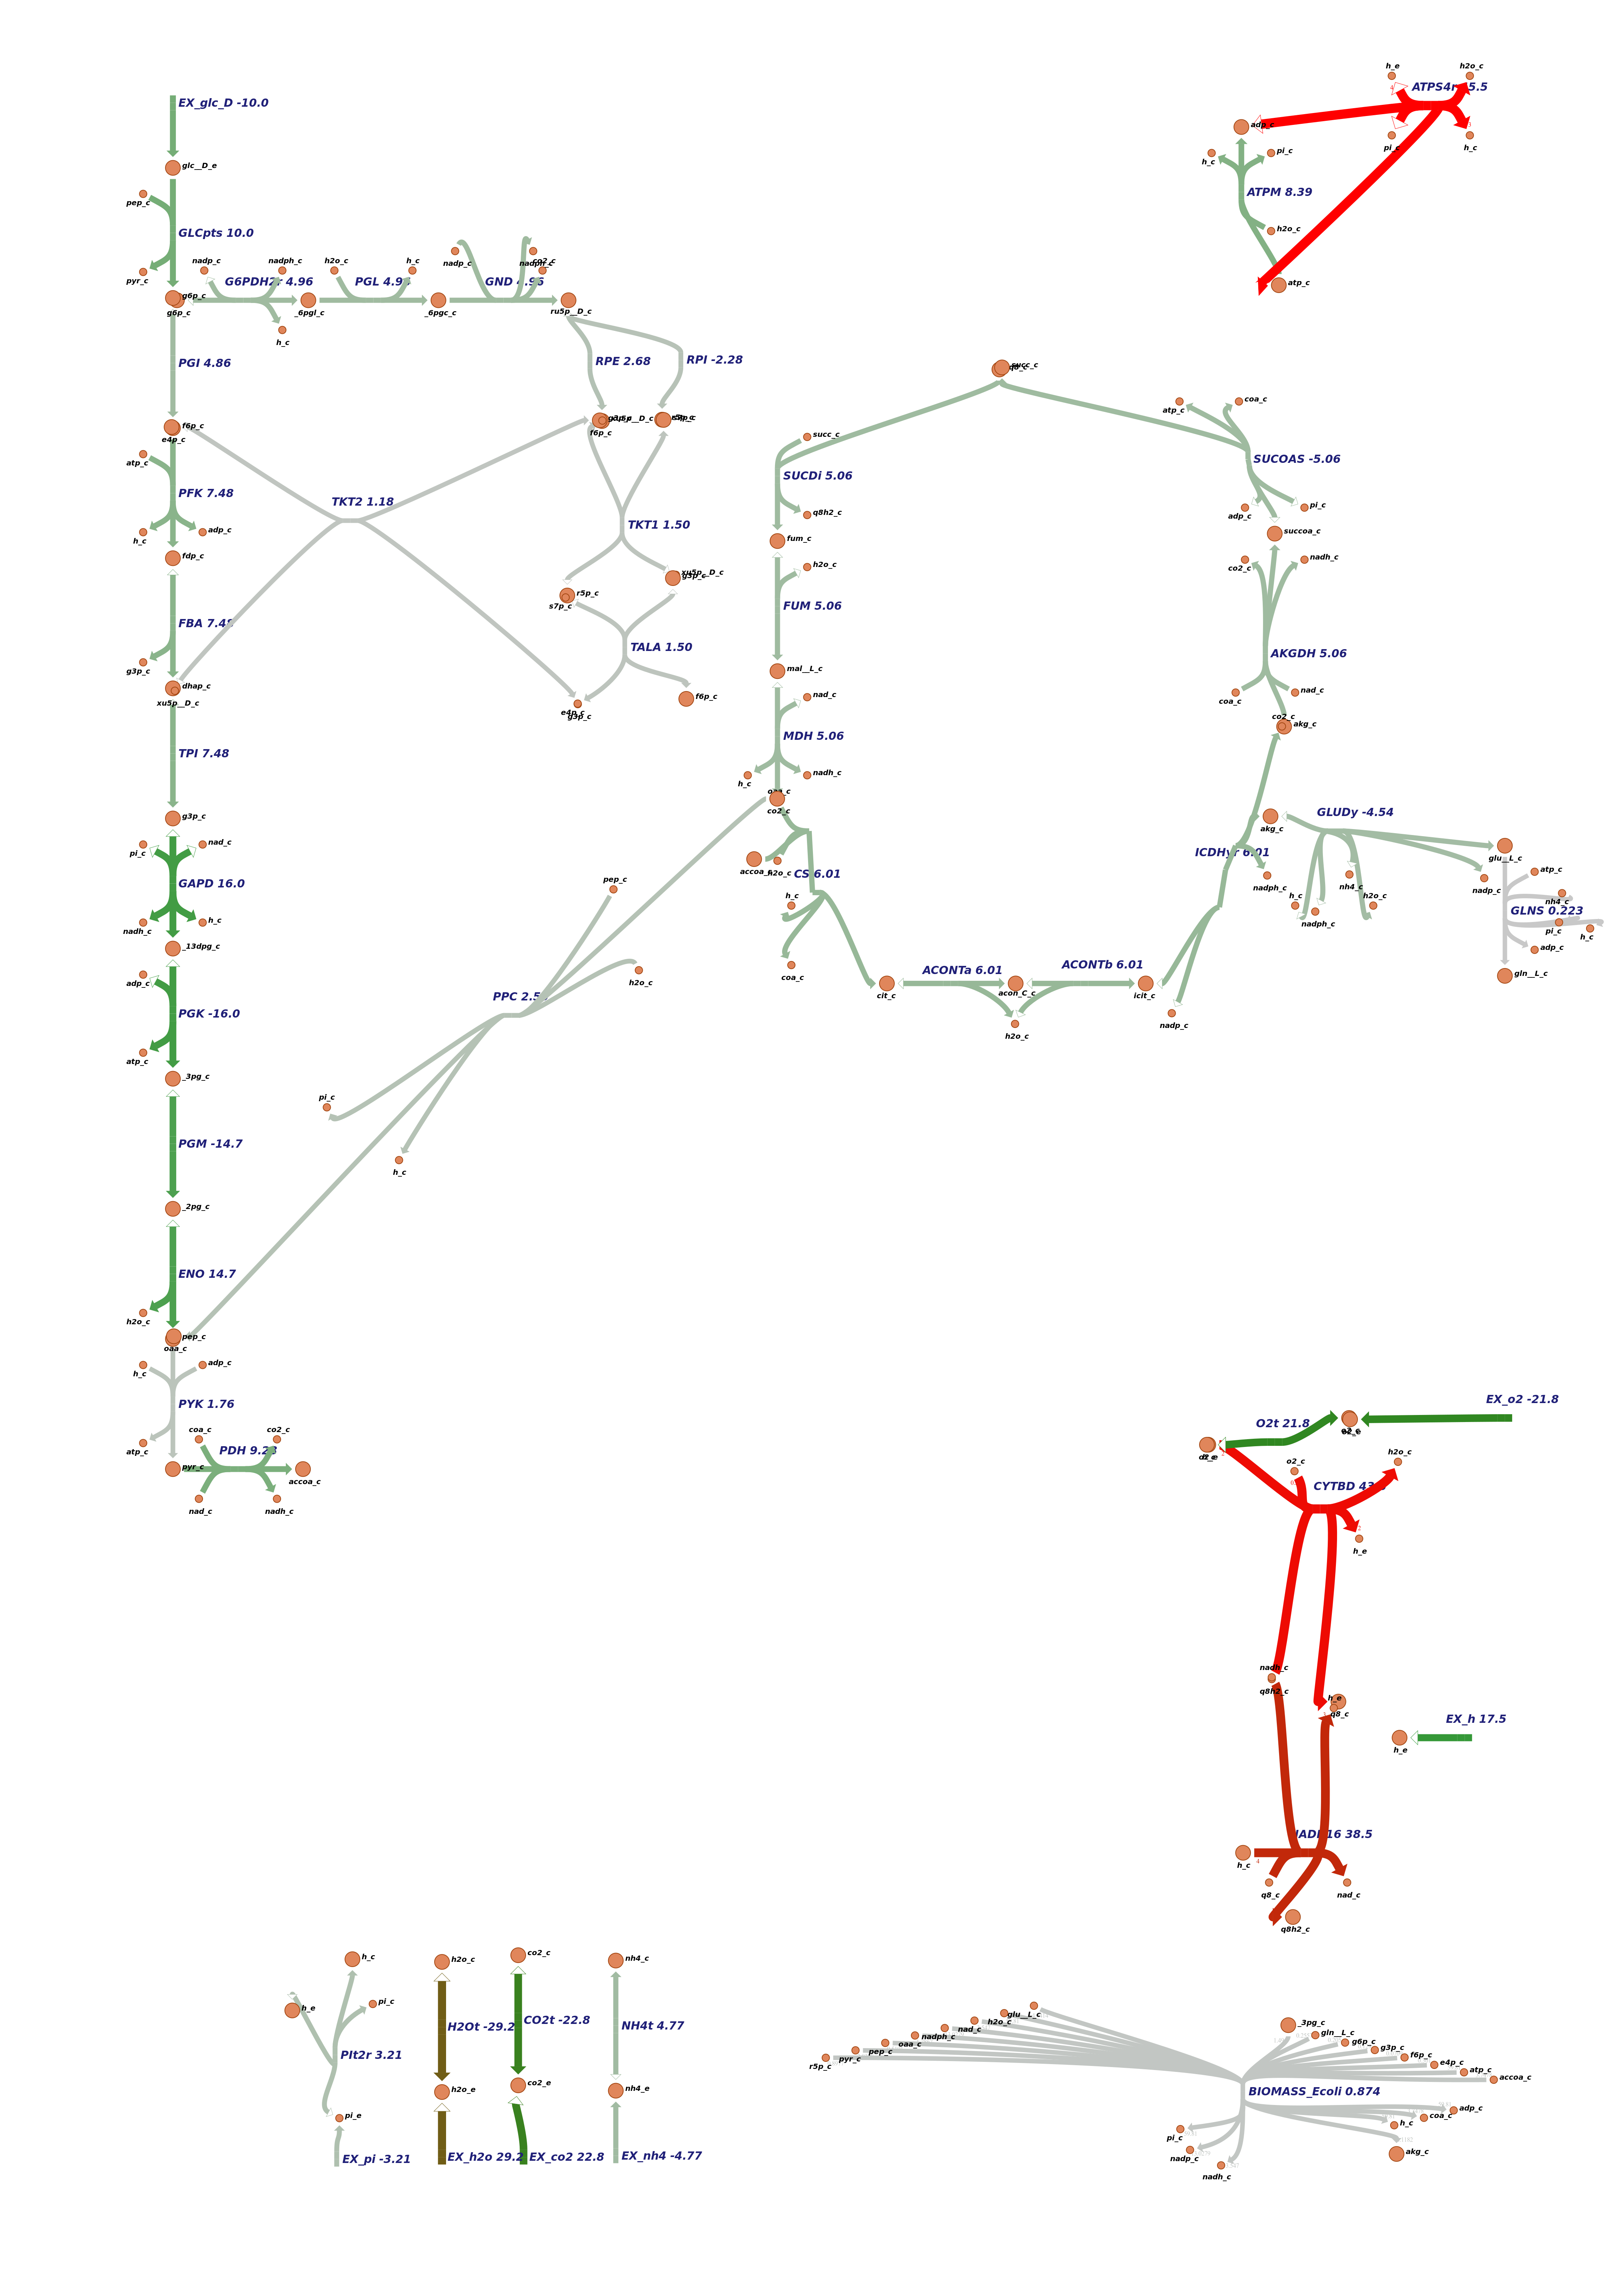 h_e
h2o_c
ATPS4r
5.5
adp_c
pi_c
h_c
h_c
pi_c
ATPM 8.39
h2o_c
atp_c
EX_glc_D -10.0
glc__D_e
pep_c
GLCpts 10.0
pyr_c
g6p_c
g6p_c
nadp_c
nadph_c
G6PDH2r 4.96
h_c
_6pgl_c
h2o_c
h_c
PGL 4.96
_6pgc_c
nadp_c
nadph_c
co2_c
GND 4.96
ru5p__D_c
PGI 4.86
RPE 2.68
RPI -2.28
f6p_c
e4p_c
f6p_c
r5p_c
atp_c
PFK 7.48
h_c
adp_c
fdp_c
TKT2 1.18
TKT1 1.50
FBA 7.48
g3p_c
dhap_c
xu5p__D_c
xu5p__D_c
g3p_c
r5p_c
s7p_c
TALA 1.50
f6p_c
e4p_c
g3p_c
TPI 7.48
g3p_c
pi_c
nad_c
GAPD 16.0
nadh_c
h_c
_13dpg_c
adp_c
PGK -16.0
atp_c
_3pg_c
PGM -14.7
_2pg_c
ENO 14.7
h2o_c
pep_c
oaa_c
h_c
adp_c
PYK 1.76
atp_c
pyr_c
coa_c
co2_c
PDH 9.28
accoa_c
nad_c
nadh_c
pep_c
h2o_c
PPC 2.5
pi_c
h_c
succ_c
succ_c
SUCDi 5.06
q8h2_c
fum_c
h2o_c
FUM 5.06
mal__L_c
nad_c
MDH 5.06
h_c
nadh_c
oaa_c
co2_c
accoa_c
h2o_c
CS 6.01
h_c
coa_c
cit_c
ACONTa 6.01
acon_C_c
h2o_c
ACONTb 6.01
icit_c
nadp_c
atp_c
coa_c
SUCOAS -5.06
adp_c
pi_c
succoa_c
co2_c
nadh_c
AKGDH 5.06
coa_c
nad_c
co2_c
akg_c
akg_c
ICDHyr 6.01
nadph_c
GLUDy -4.54
h_c
nadph_c
nh4_c
h2o_c
nadp_c
glu__L_c
atp_c
nh4_c
GLNS 0.223
pi_c
h_c
adp_c
gln__L_c
EX_o2 -21.8
O2t 21.8
o2_c
h2o_c
CYTBD 43.
h_e
nadh_c
q8h2_c
h_e
q8_c
EX_h 17.5
h_e
NADH16 38.5
h_c
q8_c
nad_c
q8h2_c
h_c
h_e
pi_c
PIt2r 3.21
pi_e
EX_pi -3.21
h2o_c
H2Ot -29.2
h2o_e
EX_h2o 29.2
co2_c
CO2t -22.8
co2_e
EX_co2 22.8
nh4_c
NH4t 4.77
nh4_e
EX_nh4 -4.77
glu__L_c
h2o_c
nad_c
nadph_c
oaa_c
pep_c
pyr_c
r5p_c
_3pg_c
gln__L_c
g6p_c
g3p_c
f6p_c
e4p_c
atp_c
accoa_c
BIOMASS_Ecoli 0.874
adp_c
coa_c
h_c
akg_c
pi_c
nadp_c
nadh_c